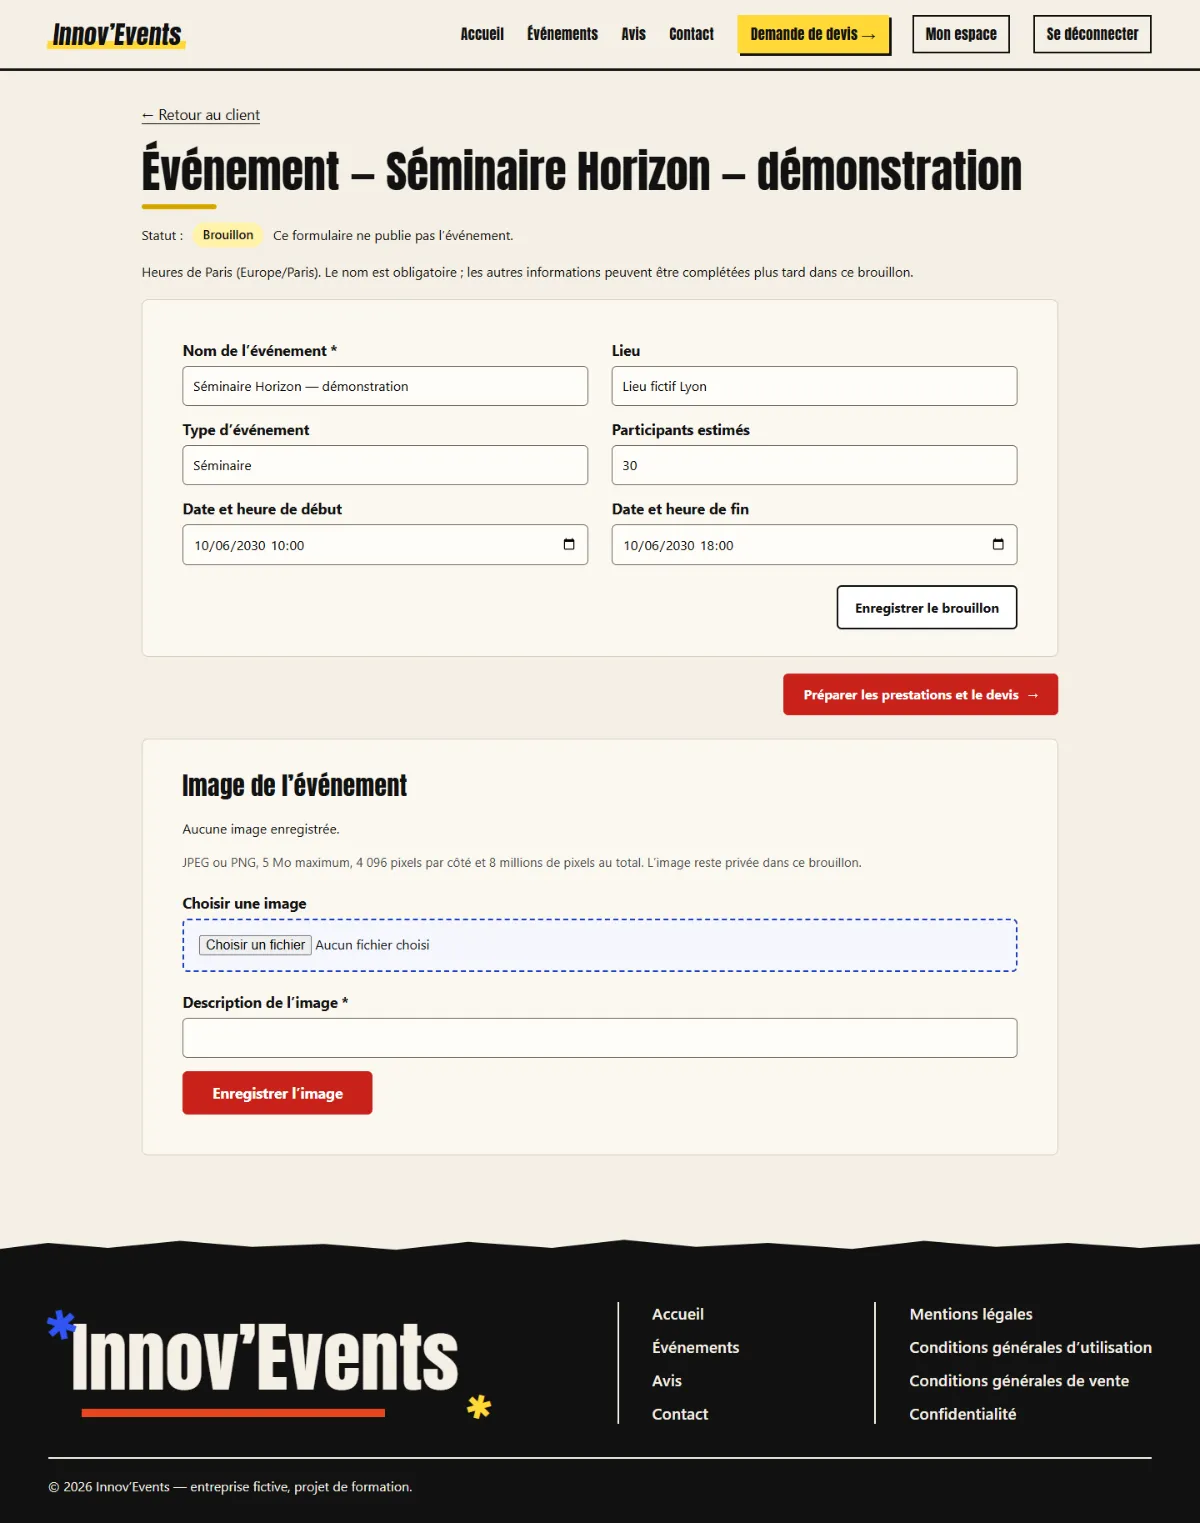 Innov’Events
Accueil
Événements
Avis
Contact
Demande de devis →
Mon espace
Se déconnecter
← Retour au client
Événement – Séminaire Horizon – démonstration
Statut : Brouillon Ce formulaire ne publie pas l’événement.
Heures de Paris (Europe/Paris). Le nom est obligatoire ; les autres informations peuvent être complétées plus tard dans ce brouillon.
Nom de l’événement *
Séminaire Horizon — démonstration
Lieu
Lieu fictif Lyon
Type d’événement
Séminaire
Participants estimés
30
Date et heure de début
10/06/2030 10:00
Date et heure de fin
10/06/2030 18:00
Enregistrer le brouillon
Préparer les prestations et le devis →
Image de l’événement
Aucune image enregistrée.
JPEG ou PNG, 5 Mo maximum, 4 096 pixels par côté et 8 millions de pixels au total. L’image reste privée dans ce brouillon.
Choisir une image
Choisir un fichier Aucun fichier choisi
Description de l’image *
Enregistrer l’image
Innov’Events
Accueil
Événements
Avis
Contact
Mentions légales
Conditions générales d’utilisation
Conditions générales de vente
Confidentialité
© 2026 Innov’Events — entreprise fictive, projet de formation.